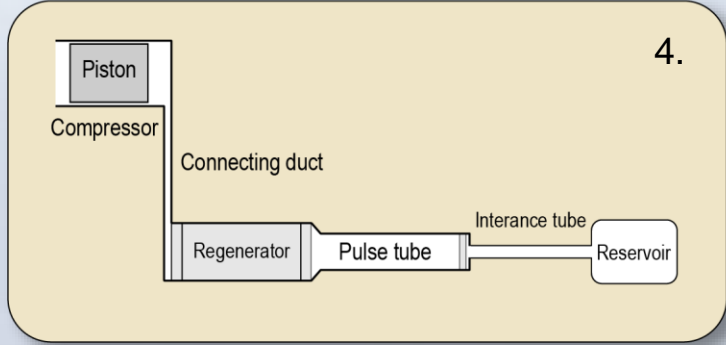 4.
Piston
Compressor
Connecting duct
Interance tube
Regenerator
Pulse tube
Reservoir